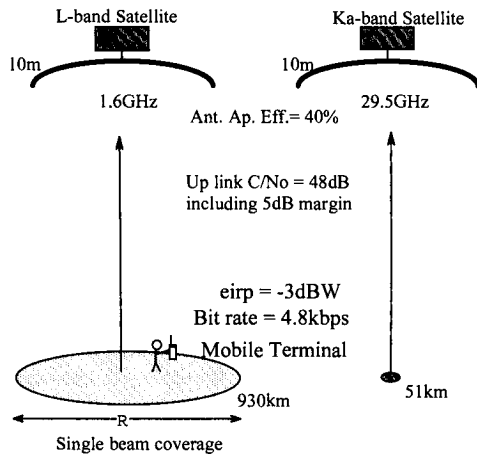 L-band Satellite
Ka-band Satellite
10m
10m
1.6GHz
29.5GHz
Ant. Ap. Eff.= 40%
Up link C/No = 48dB
including 5dB margin
eirp = -3dBW
Bit rate = 4.8kbps
Mobile Terminal
R
930km
51km
Single beam coverage